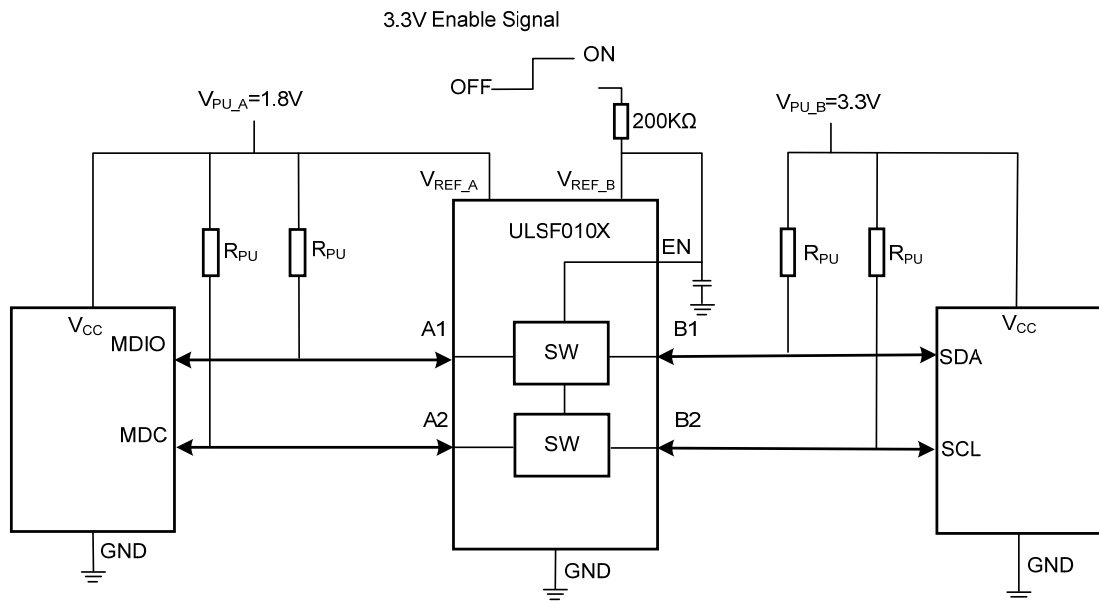 3.3V Enable Signal
ON
OFF
V_PU_A=1.8V
200KΩ
V_PU_B=3.3V
V_REF_A
V_REF_B
ULSF010X
R_PU
R_PU
EN
R_PU
R_PU
V_CC
V_CC
MDIO
A1
SW
B1
SDA
MDC
A2
SW
B2
SCL
GND
GND
GND